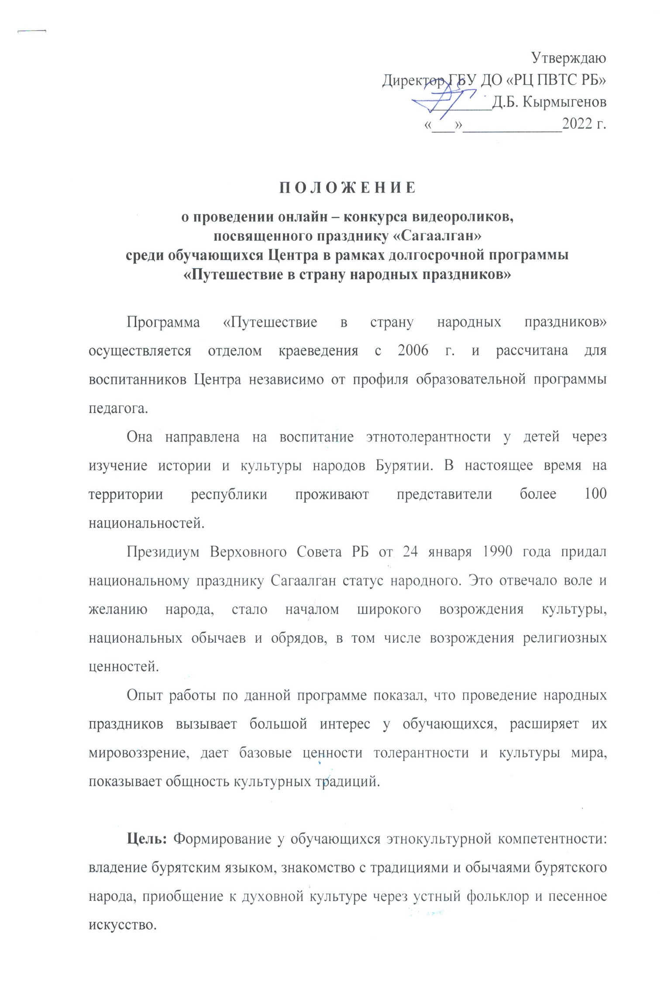 Утверждаю
Директор ГБУ ДО «РЦ ПВТС РБ»
________Д.Б. Кырмыгенов
«___»_____________2022 г.
П О Л О Ж Е Н И Е
о проведении онлайн – конкурса видеороликов,
посвященного празднику «Сагаалган»
среди обучающихся Центра в рамках долгосрочной программы
«Путешествие в страну народных праздников»
Программа «Путешествие в страну народных праздников»
осуществляется отделом краеведения с 2006 г. и рассчитана для
воспитанников Центра независимо от профиля образовательной программы
педагога.
Она направлена на воспитание этнотолерантности у детей через
изучение истории и культуры народов Бурятии. В настоящее время на
территории республики проживают представители более 100
национальностей.
Президиум Верховного Совета РБ от 24 января 1990 года придал
национальному празднику Сагаалган статус народного. Это отвечало воле и
желанию народа, стало началом широкого возрождения культуры,
национальных обычаев и обрядов, в том числе возрождения религиозных
ценностей.
Опыт работы по данной программе показал, что проведение народных
праздников вызывает большой интерес у обучающихся, расширяет их
мировоззрение, дает базовые ценности толерантности и культуры мира,
показывает общность культурных традиций.
Цель: Формирование у обучающихся этнокультурной компетентности:
владение бурятским языком, знакомство с традициями и обычаями бурятского
народа, приобщение к духовной культуре через устный фольклор и песенное
искусство.